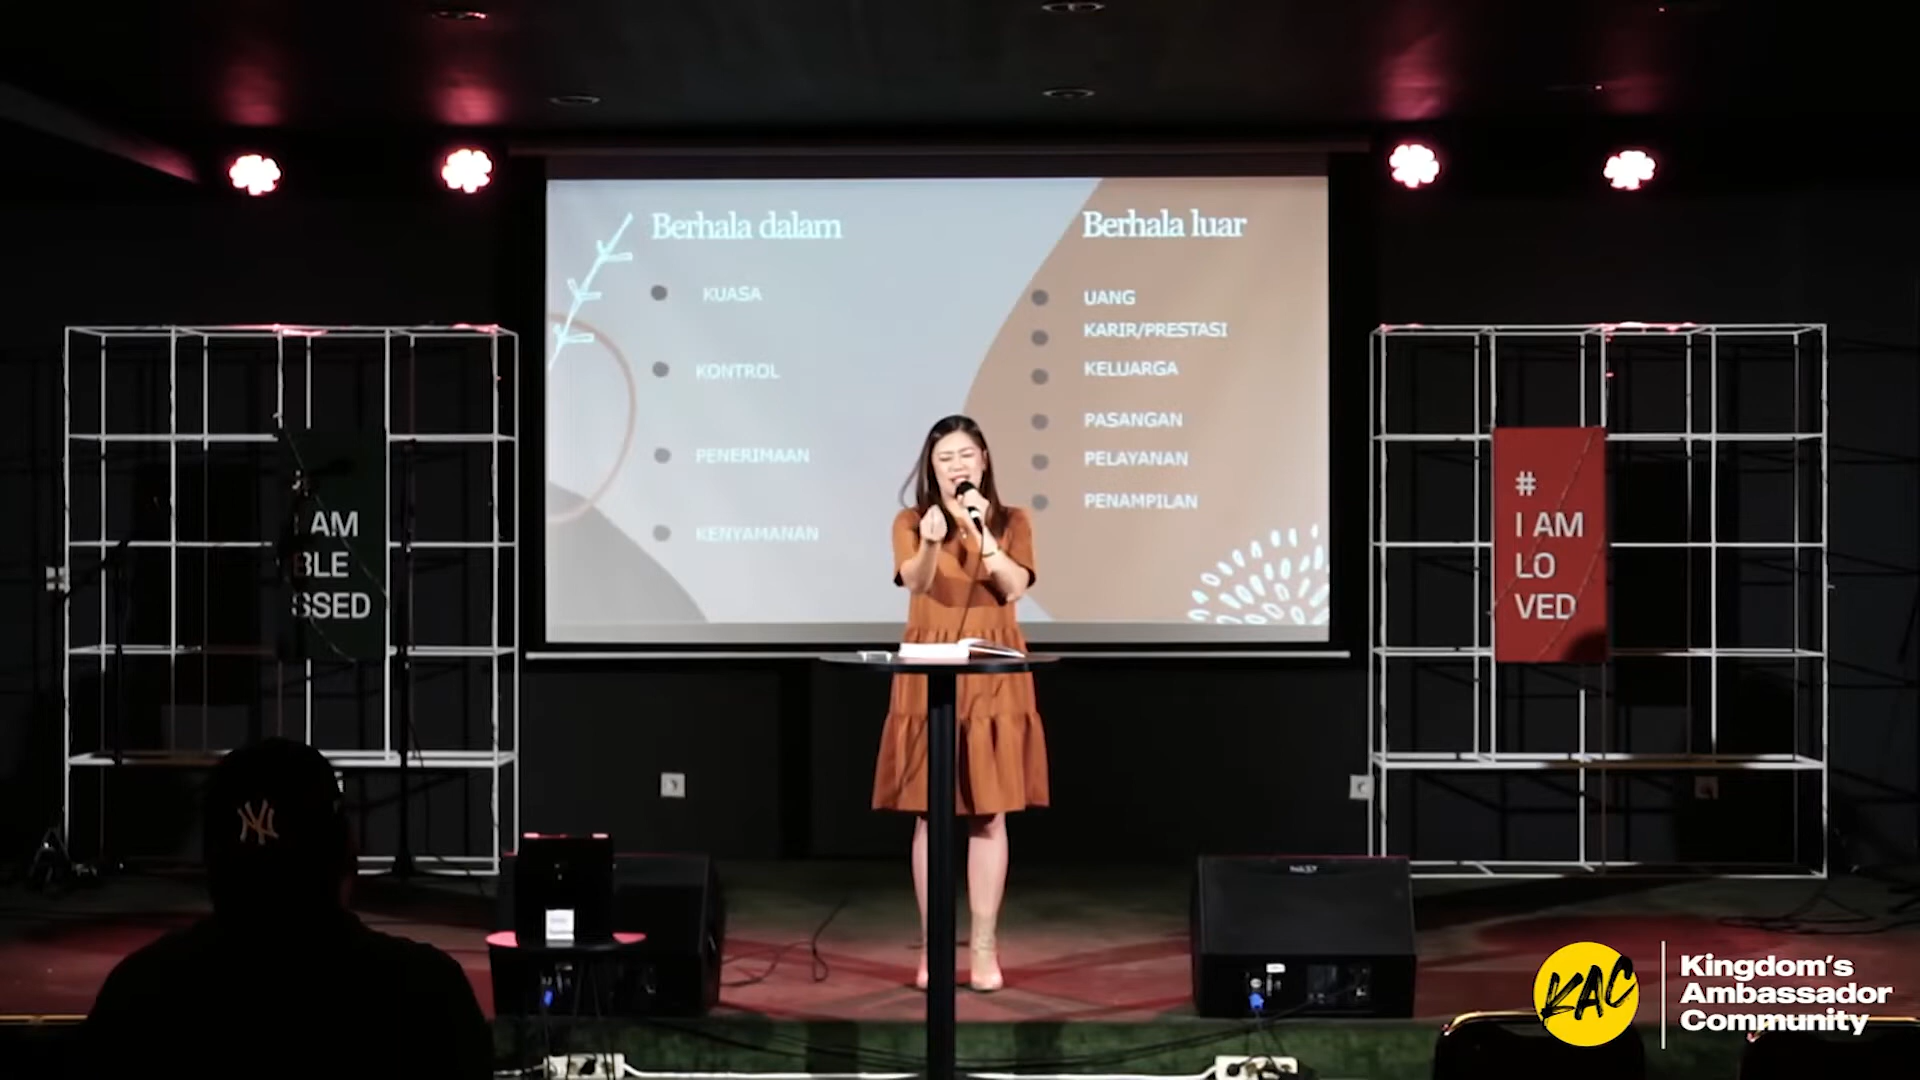 Berhala dalam
KUASA
KONTROL
PENERIMAAN
KENYAMANAN
Berhala luar
UANG
KARIR/PRESTASI
KELUARGA
PASANGAN
PELAYANAN
PENAMPILAN
I AM
BLE
SSED
#
I AM
LO
VED
NY
KAC
Kingdom's
Ambassador
Community